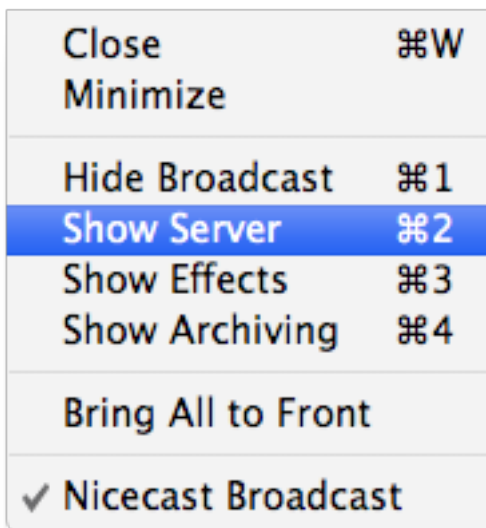 Close ⌘W
Minimize
Hide Broadcast ⌘1
Show Server ⌘2
Show Effects ⌘3
Show Archiving ⌘4
Bring All to Front
✓ Nicecast Broadcast